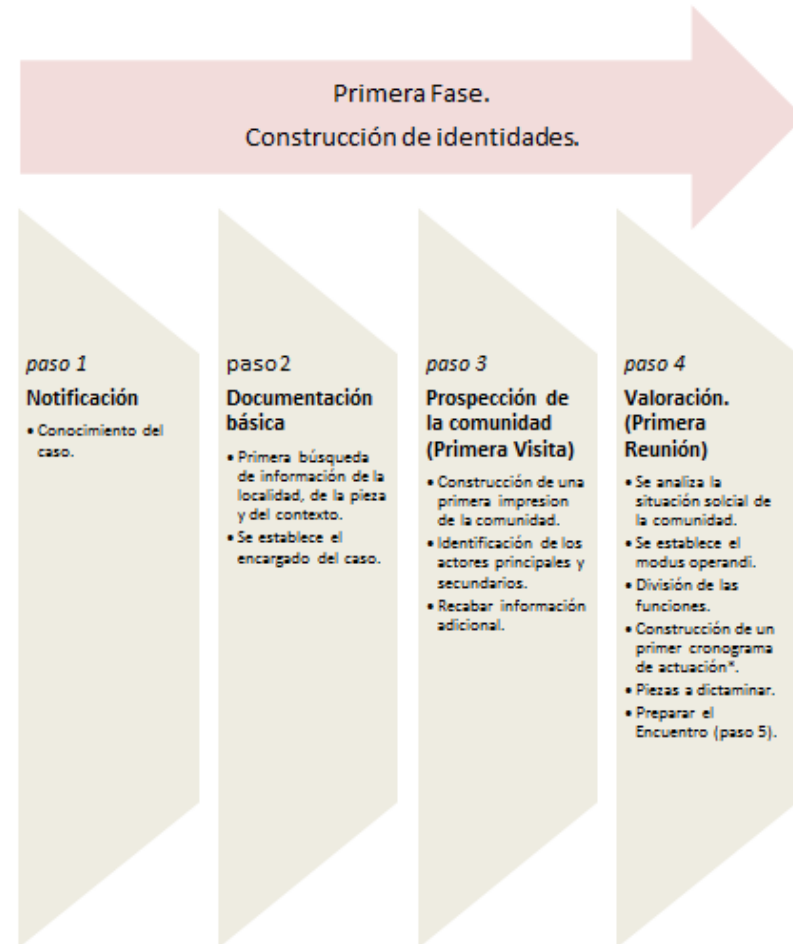 Primera Fase.
Construcción de identidades.
paso 1
Notificación
• Conocimiento del
caso.
paso 2
Documentación
básica
• Primera búsqueda
de información de la
localidad, de la pieza
y del contexto.
• Se establece el
encargado del caso.
paso 3
Prospección de
la comunidad
(Primera Visita)
• Construcción de una
primera impresion
de la comunidad.
• Identificación de los
actores principales y
secundarios.
• Recabar información
adicional.
paso 4
Valoración.
(Primera
Reunión)
• Se analiza la
situación solcial de
la comunidad.
• Se establece el
modus operandi.
• División de las
funciones.
• Construcción de un
primer cronograma
de actuación*.
• Piezas a dictaminar.
• Preparar el
Encuentro (paso 5).